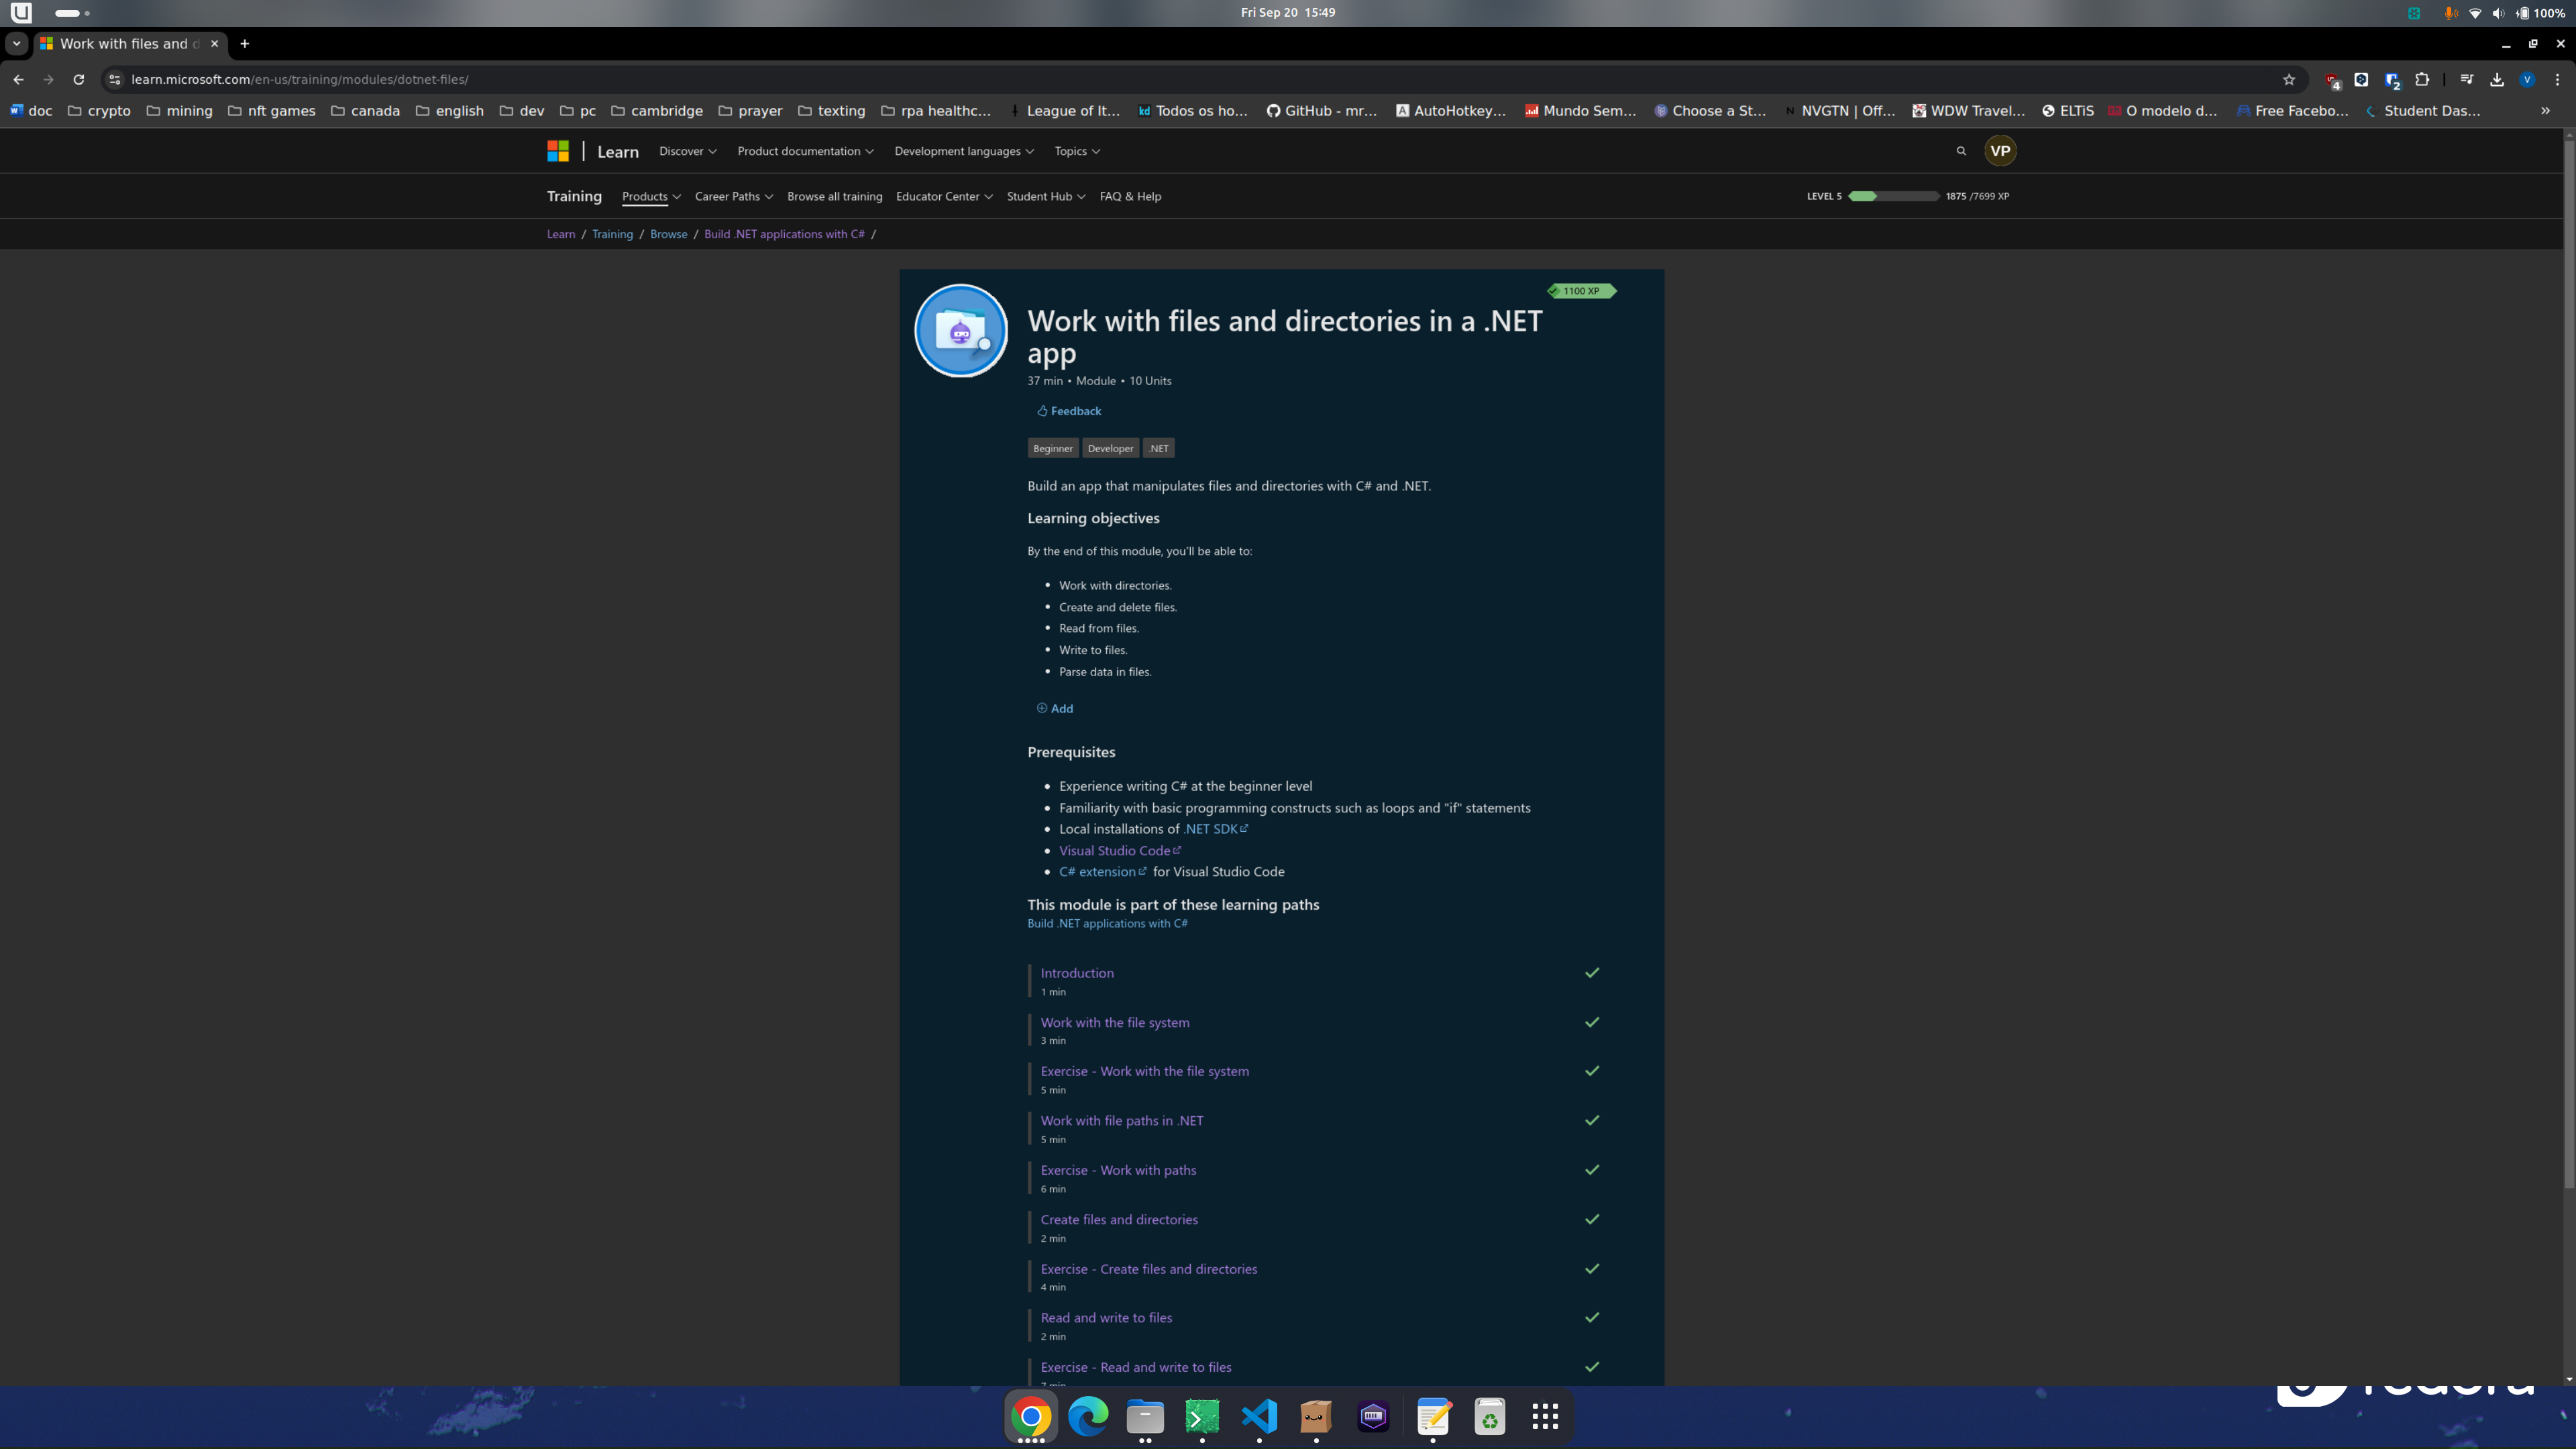 Fri Sep 20 15:49
100%
Work with files and d
learn.microsoft.com/en-us/training/modules/dotnet-files/
4
2
V
doc crypto mining nft games canada english dev pc cambridge prayer texting rpa healthc... League of It... Todos os ho... GitHub - mr... AutoHotkey... Mundo Sem... Choose a St... NVGTN | Off... WDW Travel... ELTiS O modelo d... Free Facebo... Student Das... »
Learn Discover Product documentation Development languages Topics VP
Training Products Career Paths Browse all training Educator Center Student Hub FAQ & Help LEVEL 5 1875 /7699 XP
Learn / Training / Browse / Build .NET applications with C# /
1100 XP
Work with files and directories in a .NET
app
37 min • Module • 10 Units
Feedback
Beginner Developer .NET
Build an app that manipulates files and directories with C# and .NET.
Learning objectives
By the end of this module, you'll be able to:
• Work with directories.
• Create and delete files.
• Read from files.
• Write to files.
• Parse data in files.
Add
Prerequisites
• Experience writing C# at the beginner level
• Familiarity with basic programming constructs such as loops and "if" statements
• Local installations of .NET SDK
• Visual Studio Code
• C# extension for Visual Studio Code
This module is part of these learning paths
Build .NET applications with C#
Introduction
1 min
Work with the file system
3 min
Exercise - Work with the file system
5 min
Work with file paths in .NET
5 min
Exercise - Work with paths
6 min
Create files and directories
2 min
Exercise - Create files and directories
4 min
Read and write to files
2 min
Exercise - Read and write to files
7 min
fedora